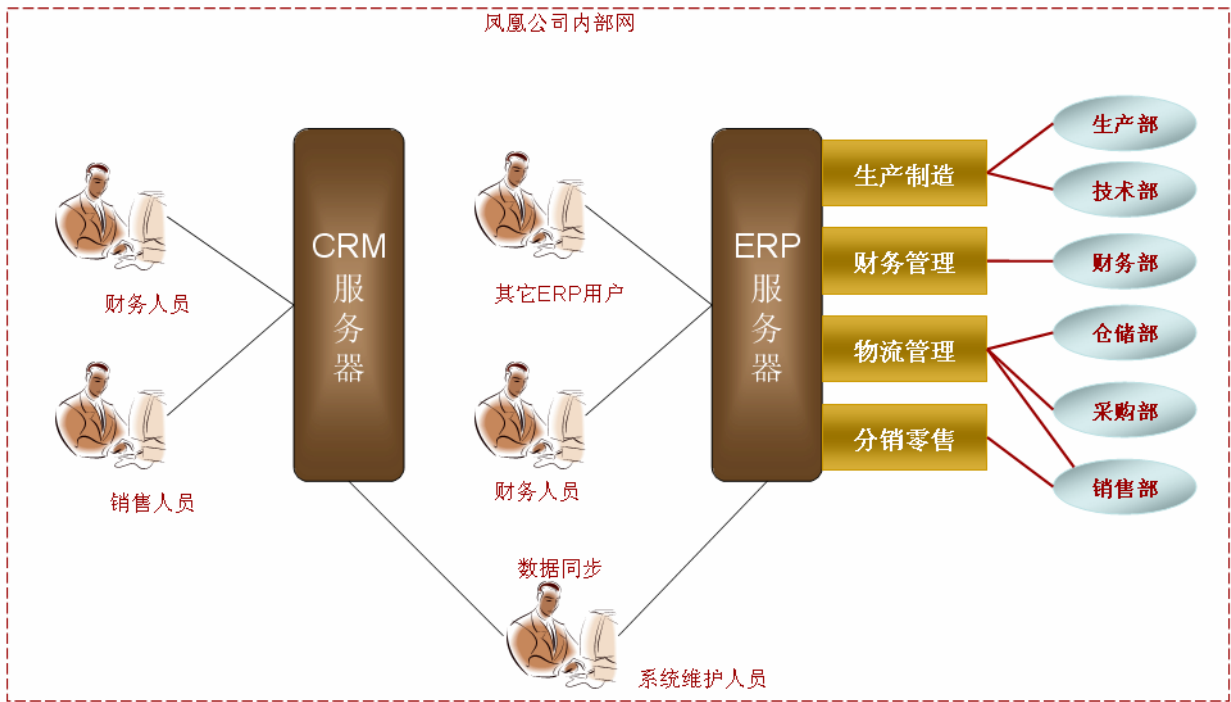 凤凰公司内部网
财务人员
销售人员
CRM
服
务
器
其它ERP用户
财务人员
ERP
服
务
器
生产制造
财务管理
物流管理
分销零售
生产部
技术部
财务部
仓储部
采购部
销售部
数据同步
系统维护人员